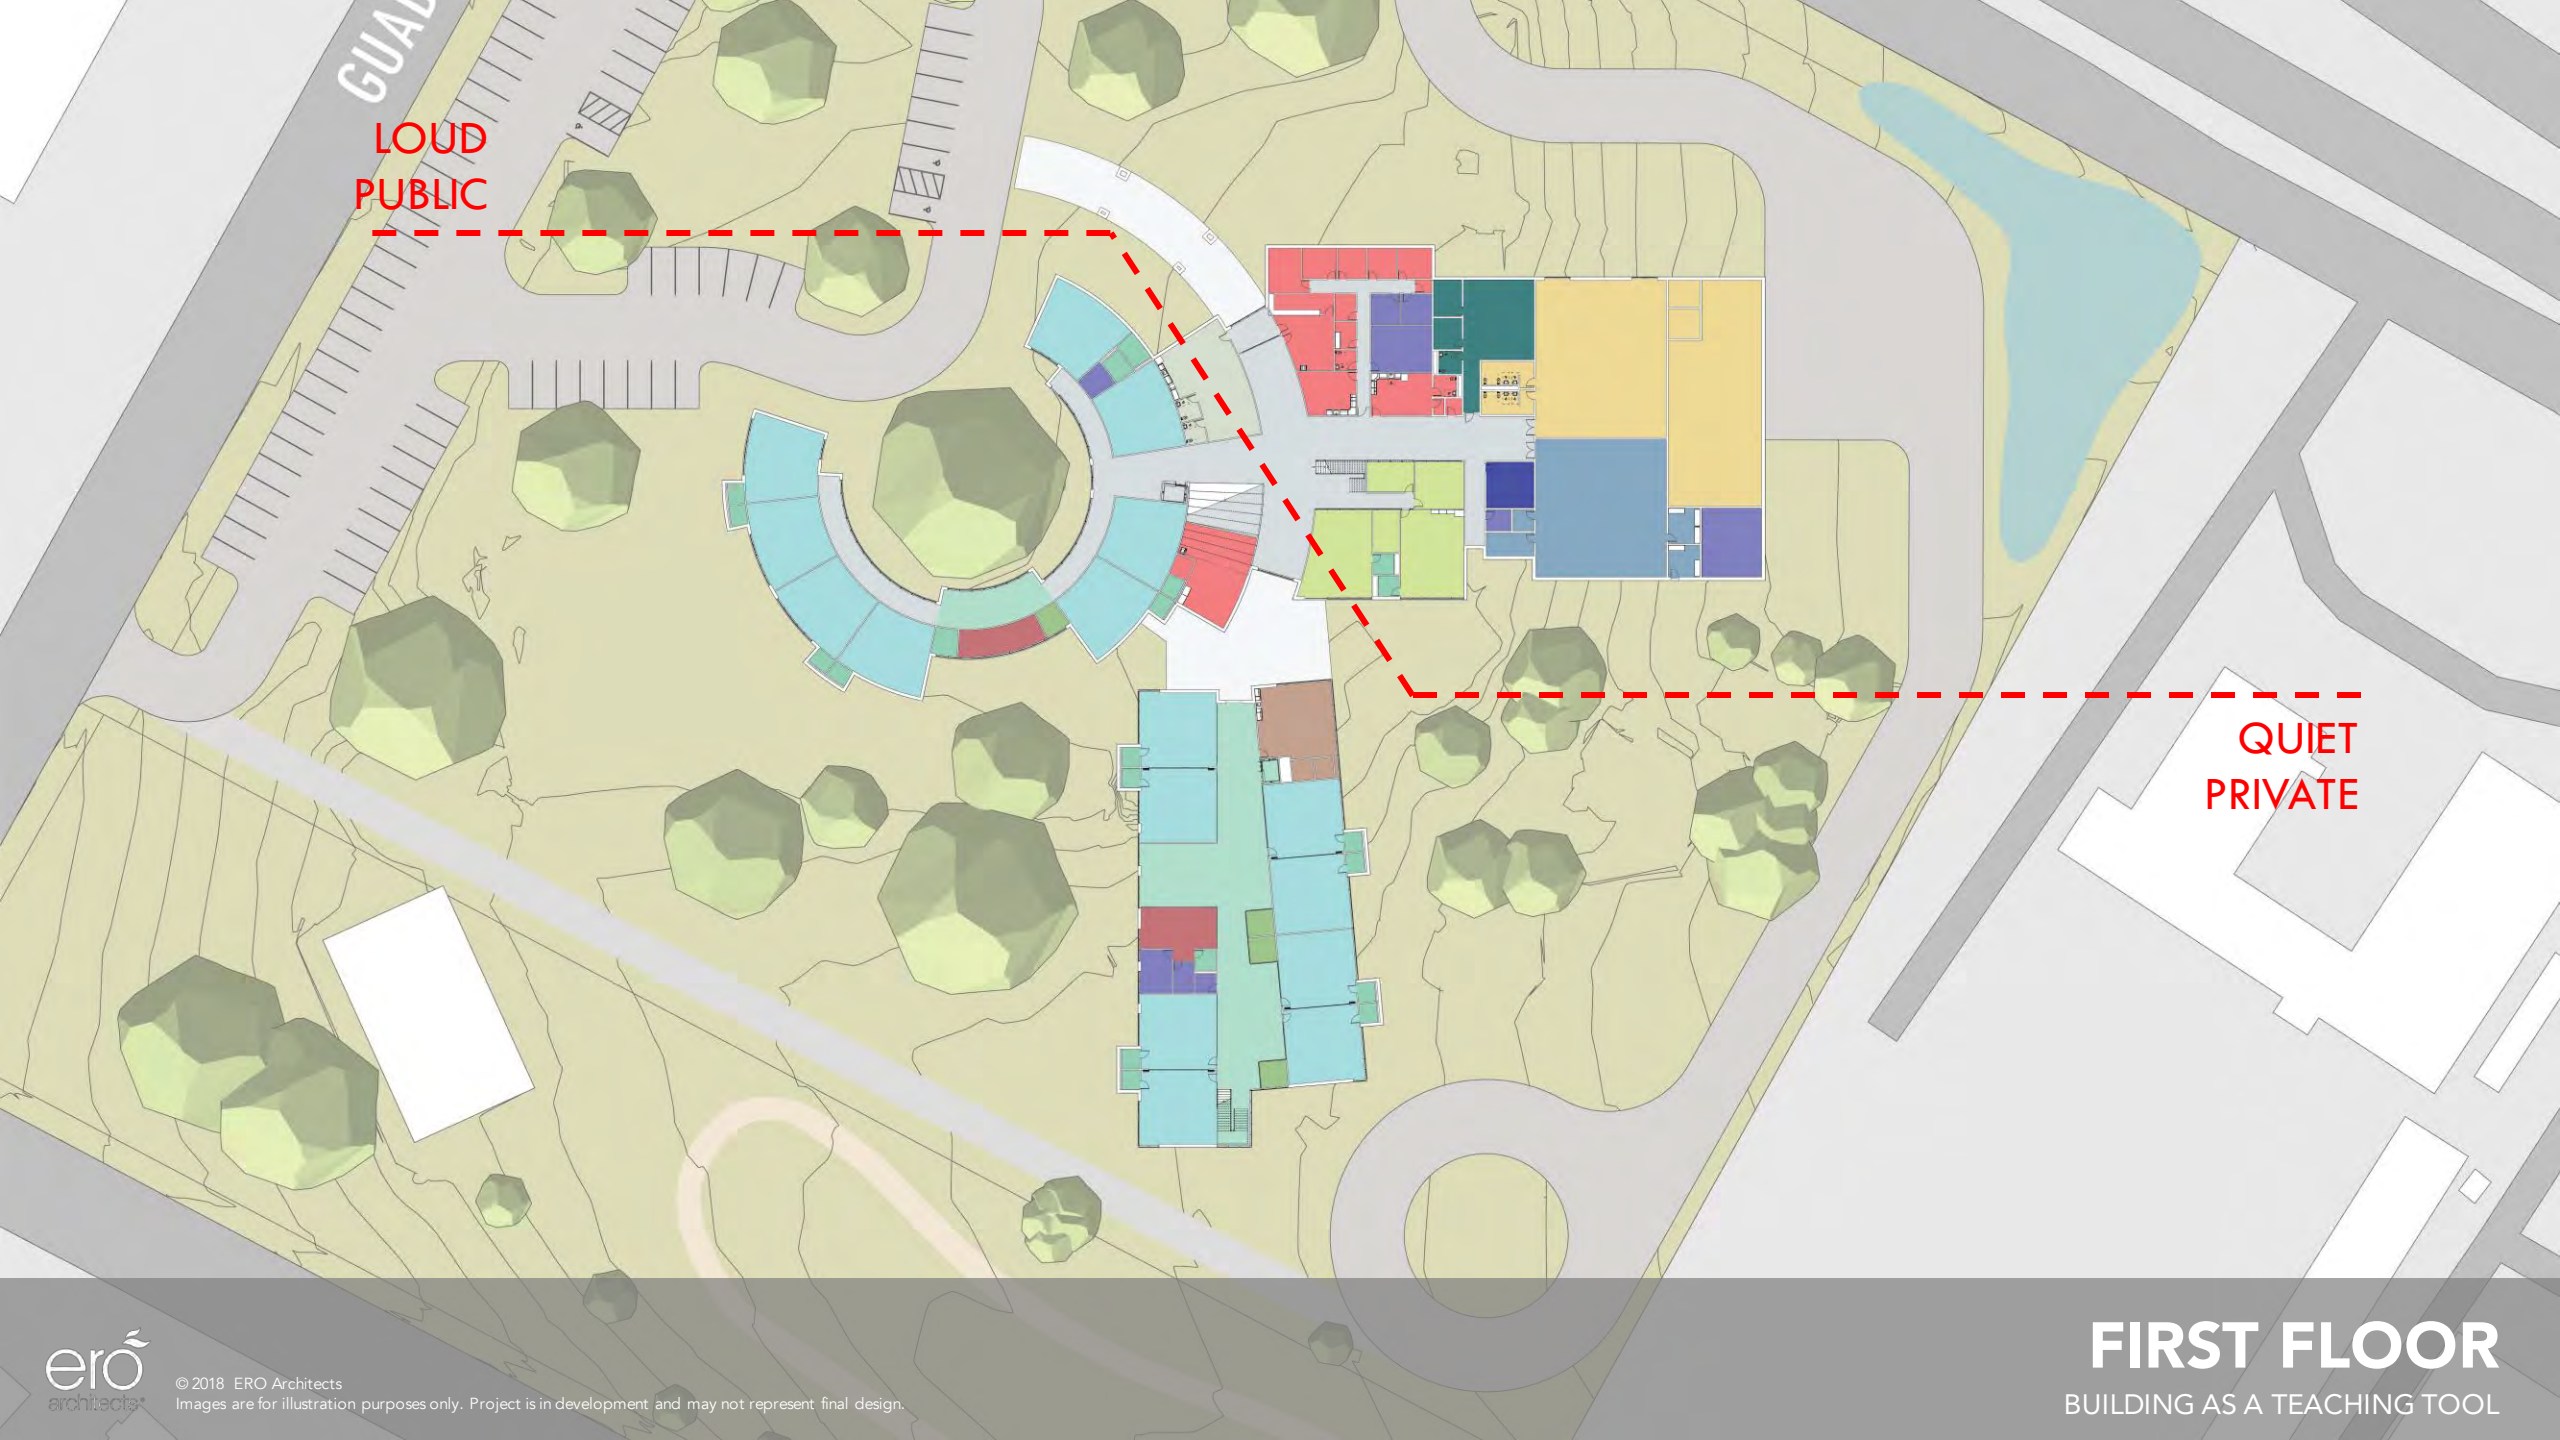 GUAD
LOUD
PUBLIC
QUIET
PRIVATE
ero
architects
© 2018 ERO Architects
Images are for illustration purposes only. Project is in development and may not represent final design.
FIRST FLOOR
BUILDING AS A TEACHING TOOL